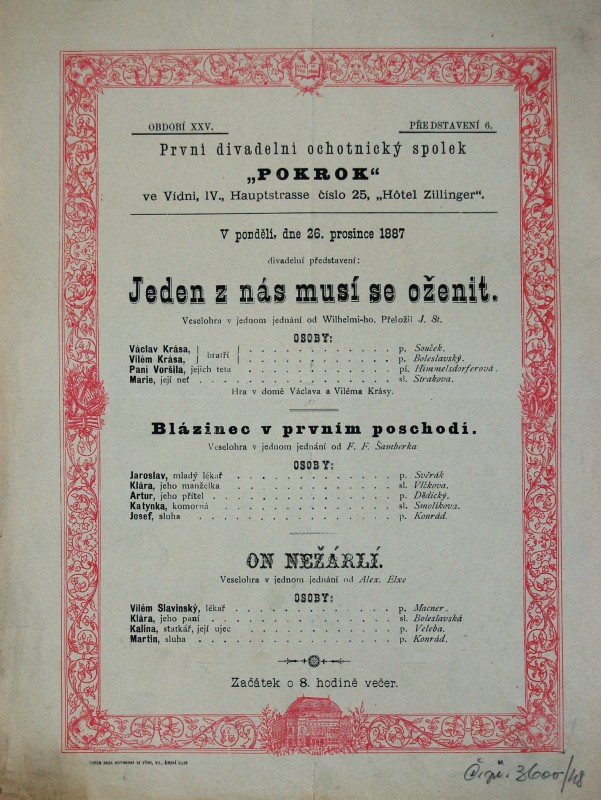 OBDOBÍ XXV. PŘEDSTAVENÍ 6.
První divadelní ochotnický spolek
„POKROK“
ve Vídni, IV., Hauptstrasse číslo 25, „Hôtel Zillinger“.
V pondělí, dne 26. prosince 1887
divadelní představení:
Jeden z nás musí se oženit.
Veselohra v jednom jednání od Wilhelmi-ho. Přeložil J. St.
OSOBY:
Václav Krása, } bratří { . . . . . . . . . . . p. Souček.
Vilém Krása, } bratří { . . . . . . . . . . . p. Boleslavský.
Paní Voršila, jejich teta . . . . . . . . . . . pí. Himmelsdorferová.
Marie, její neť . . . . . . . . . . . . . sl. Strakova.
Hra v domě Václava a Viléma Krásy.
Blázinec v prvním poschodí.
Veselohra v jednom jednání od F. F. Šamberka
OSOBY:
Jaroslav, mladý lékař . . . . . . . . . . . p. Svěrák
Klára, jeho manželka . . . . . . . . . . . sl. Vlčkova.
Artur, jeho přítel . . . . . . . . . . . . p. Dědický.
Katynka, komorná . . . . . . . . . . . . sl. Smolikova.
Josef, sluha . . . . . . . . . . . . . p. Konrád.
ON NEŽÁRLÍ.
Veselohra v jednom jednání od Alex. Elze
OSOBY:
Vilém Slavinský, lékař . . . . . . . . . . . p. Macner.
Klára, jeho paní . . . . . . . . . . . . sl. Boleslavská
Kalina, statkář, její ujec . . . . . . . . . . p. Veleba.
Martin, sluha . . . . . . . . . . . . . p. Konrád.
Začátek o 8. hodině večer.